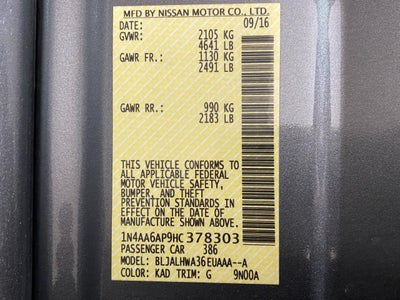 MFD BY NISSAN MOTOR CO., LTD.
DATE: 09/16
GVWR: 2105 KG
4641 LB
GAWR FR.: 1130 KG
2491 LB
GAWR RR.: 990 KG
2183 LB
THIS VEHICLE CONFORMS TO
ALL APPLICABLE FEDERAL
MOTOR VEHICLE SAFETY,
BUMPER, AND THEFT
PREVENTION STANDARDS IN
EFFECT ON THE DATE OF
MANUFACTURE SHOWN ABOVE.
1N4AA6AP9HC378303
PASSENGER CAR 386
MODEL: BLJALHWA36EUAAA--A
COLOR: KAD TRIM: G 9N00A